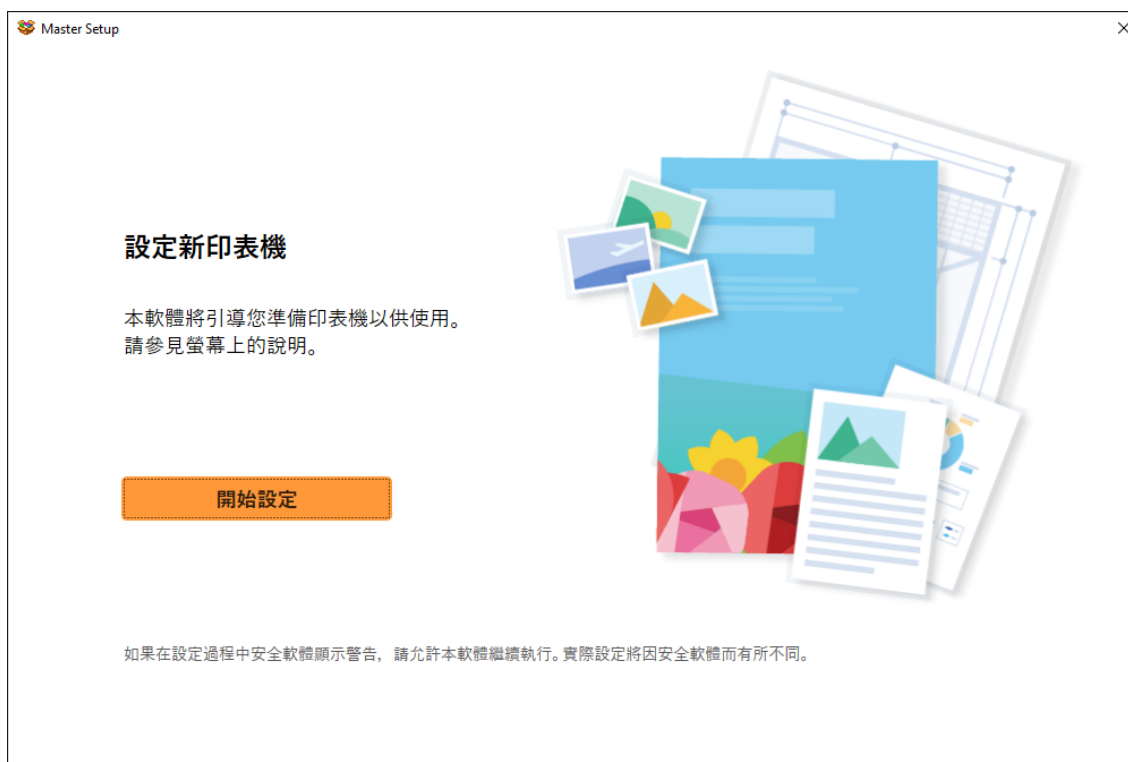 Master Setup
設定新印表機
本軟體將引導您準備印表機以供使用。
請參見螢幕上的說明。
開始設定
如果在設定過程中安全軟體顯示警告，請允許本軟體繼續執行。實際設定將因安全軟體而有所不同。